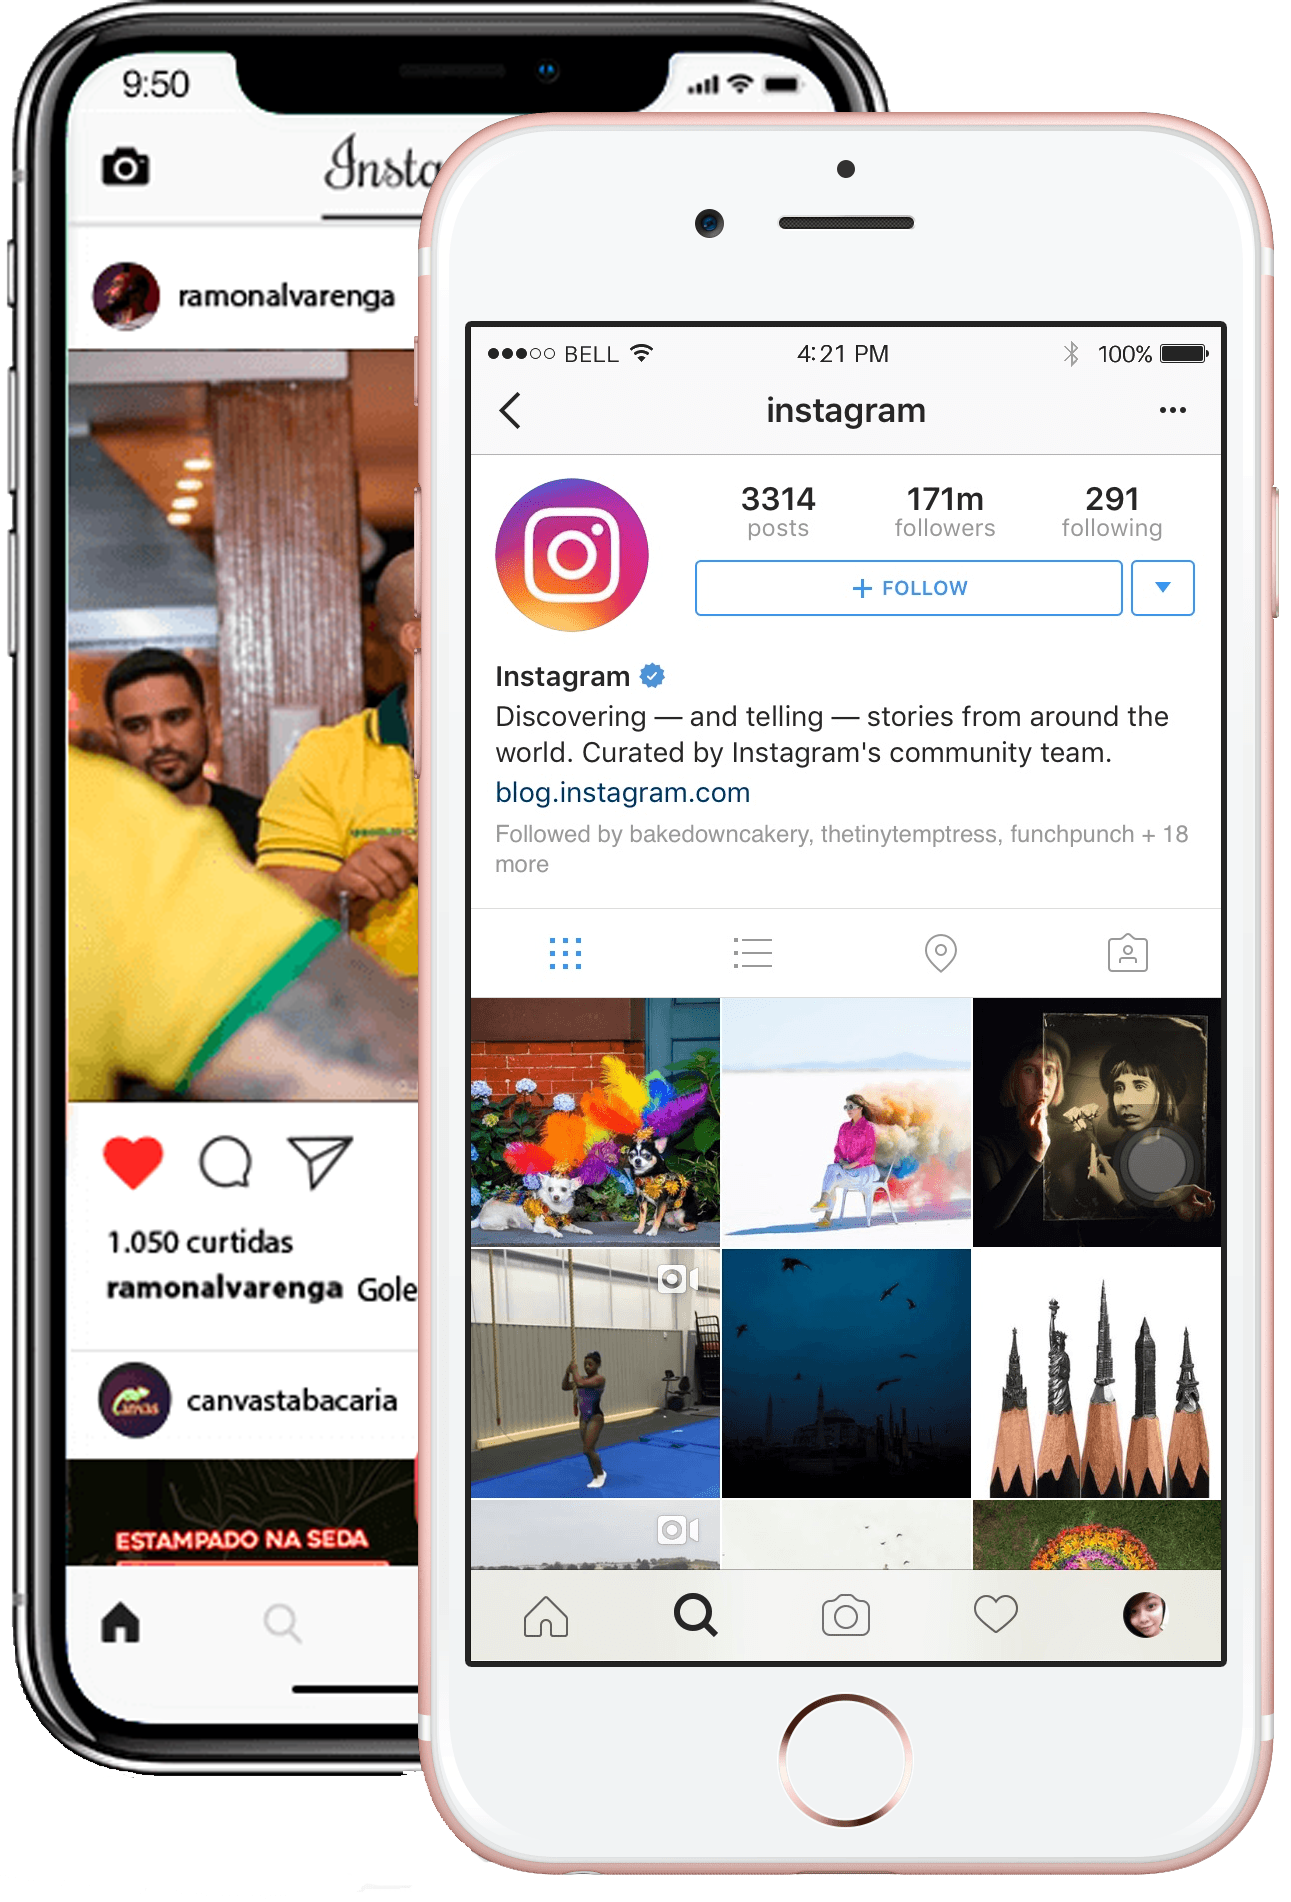 9:50
Insta
ramonalvarenga
1.050 curtidas
ramonalvarenga Gole
canvastabacaria
ESTAMPADO NA SEDA
BELL 4:21 PM 100%
instagram
3314 171m 291
posts followers following
+ FOLLOW
Instagram
Discovering — and telling — stories from around the
world. Curated by Instagram's community team.
blog.instagram.com
Followed by bakedowncakery, thetinytemptress, funchpunch + 18
more